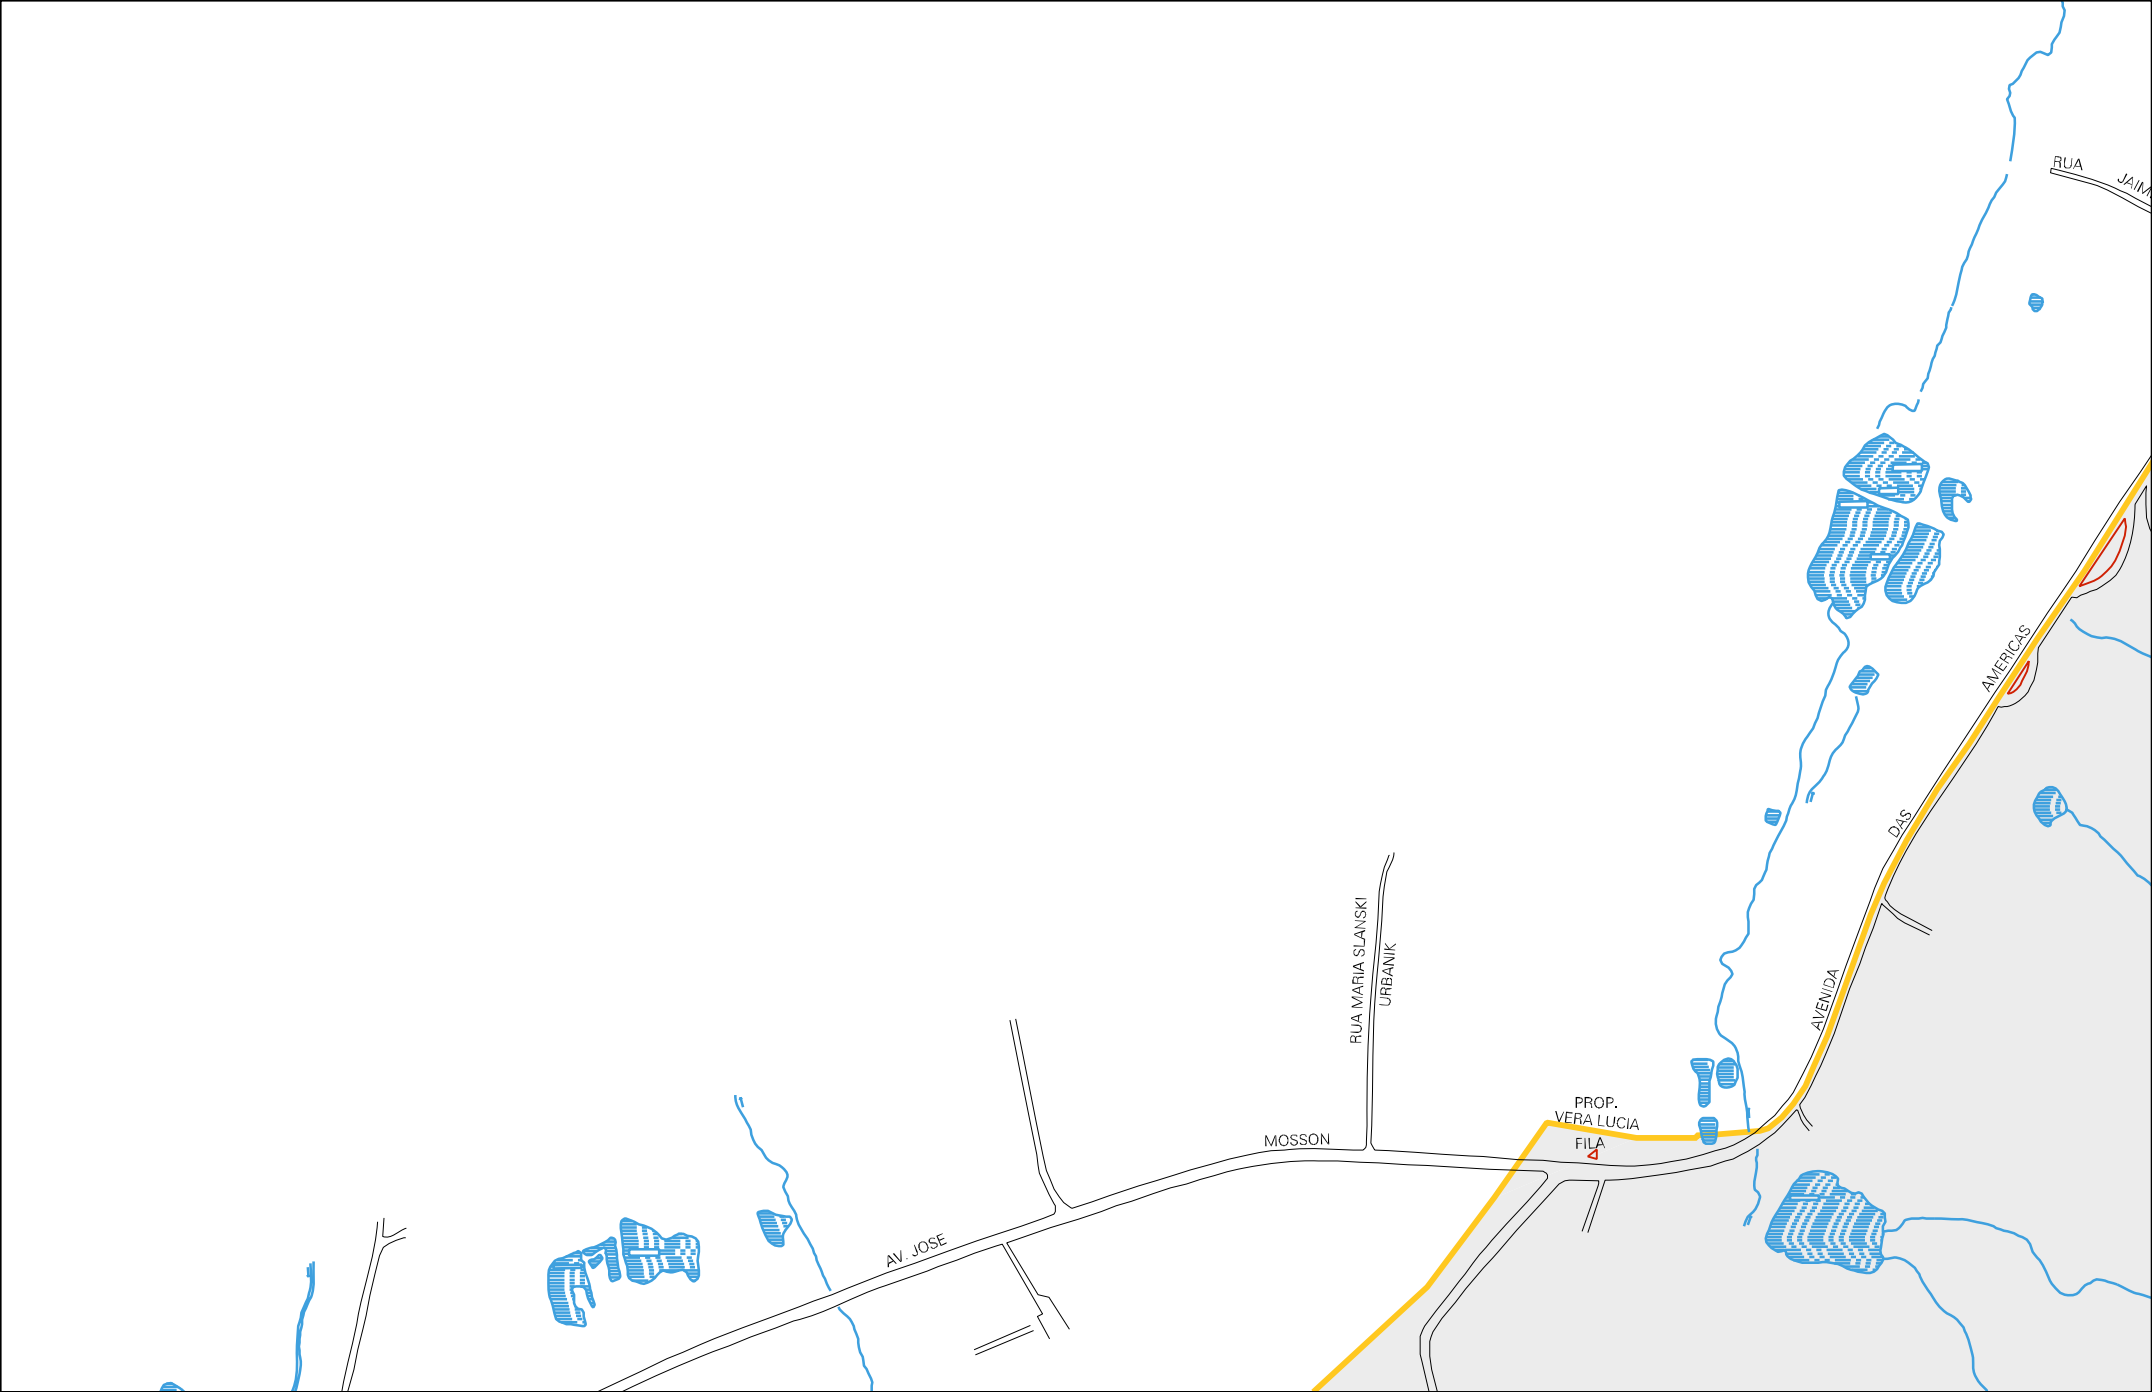 RUA
JAIM
AMERICAS
DAS
AVENIDA
RUA MARIA SLANSKI
URBANIK
PROP.
VERA LUCIA
FILA
MOSSON
AV. JOSE